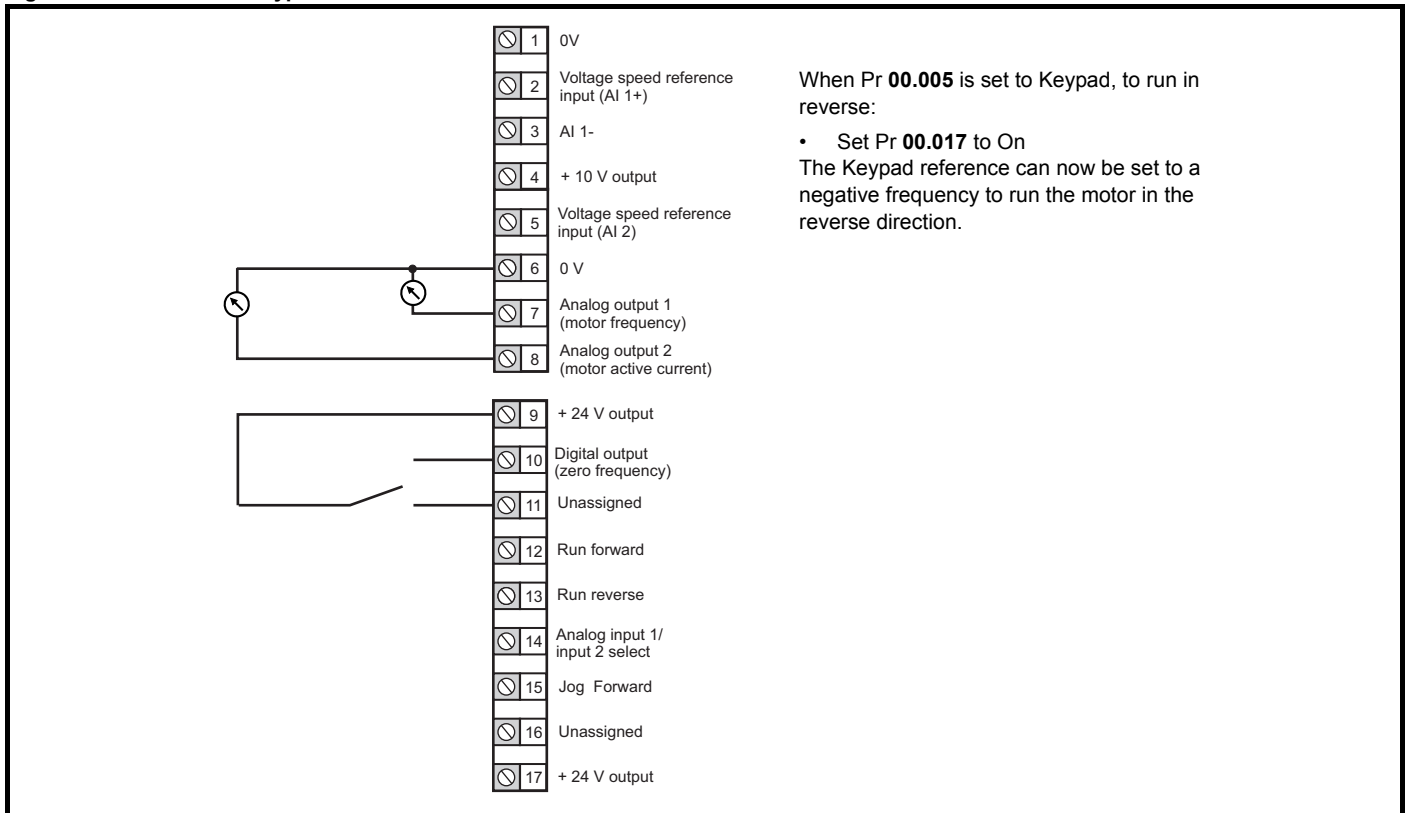 1 0V
2 Voltage speed reference
input (AI 1+)
3 AI 1-
4 + 10 V output
5 Voltage speed reference
input (AI 2)
6 0 V
7 Analog output 1
(motor frequency)
8 Analog output 2
(motor active current)
9 + 24 V output
10 Digital output
(zero frequency)
11 Unassigned
12 Run forward
13 Run reverse
14 Analog input 1/
input 2 select
15 Jog Forward
16 Unassigned
17 + 24 V output
When Pr 00.005 is set to Keypad, to run in
reverse:
• Set Pr 00.017 to On
The Keypad reference can now be set to a
negative frequency to run the motor in the
reverse direction.